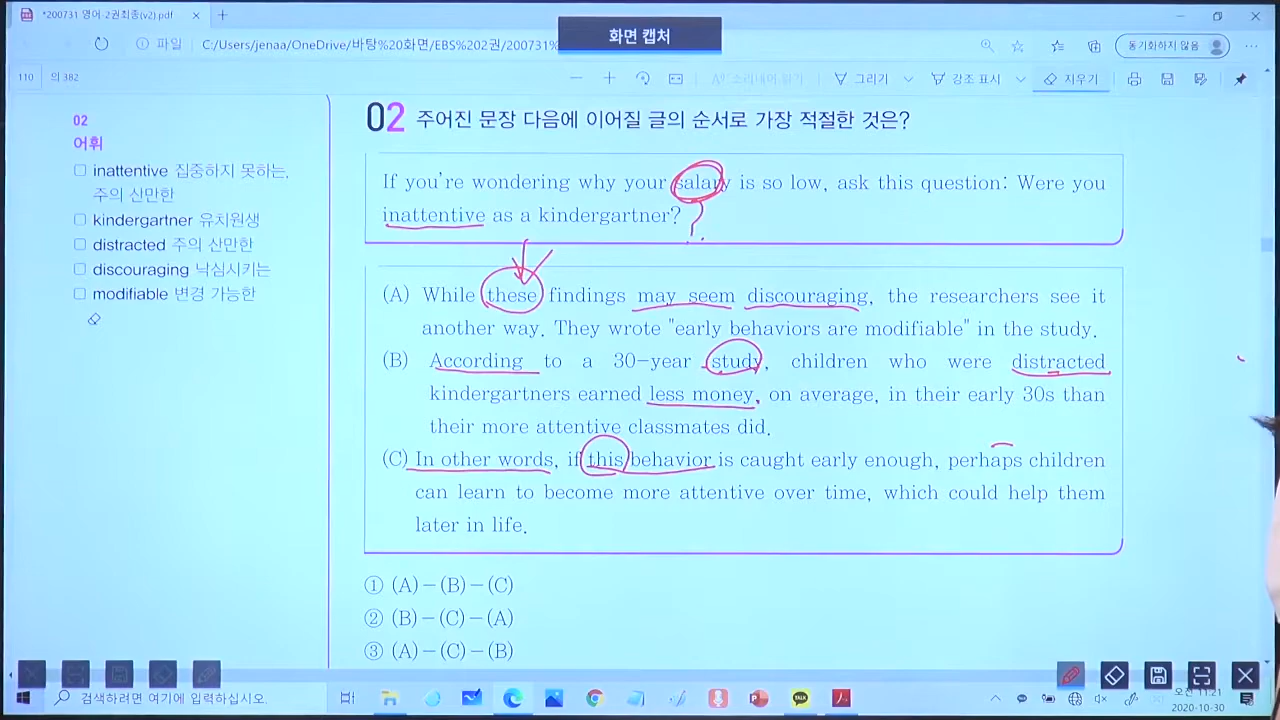 *200731 영어-2권최종(v2).pdf
파일 C:/Users/jenaa/OneDrive/바탕%20화면/EBS%202권/200731%
화면 캡처
동기화하지 않음
110 의 382
소리내어 읽기 그리기 강조 표시 지우기
02
어휘
inattentive 집중하지 못하는,
주의 산만한
kindergartner 유치원생
distracted 주의 산만한
discouraging 낙심시키는
modifiable 변경 가능한
02 주어진 문장 다음에 이어질 글의 순서로 가장 적절한 것은?
If you're wondering why your salary is so low, ask this question: Were you
inattentive as a kindergartner?
?
(A) While these findings may seem discouraging, the researchers see it
another way. They wrote "early behaviors are modifiable" in the study.
(B) According to a 30-year study, children who were distracted
kindergartners earned less money, on average, in their early 30s than
their more attentive classmates did.
(C) In other words, if this behavior is caught early enough, perhaps children
can learn to become more attentive over time, which could help them
later in life.
① (A)－(B)－(C)
② (B)－(C)－(A)
③ (A)－(C)－(B)
검색하려면 여기에 입력하십시오.
오전 11:21
2020-10-30